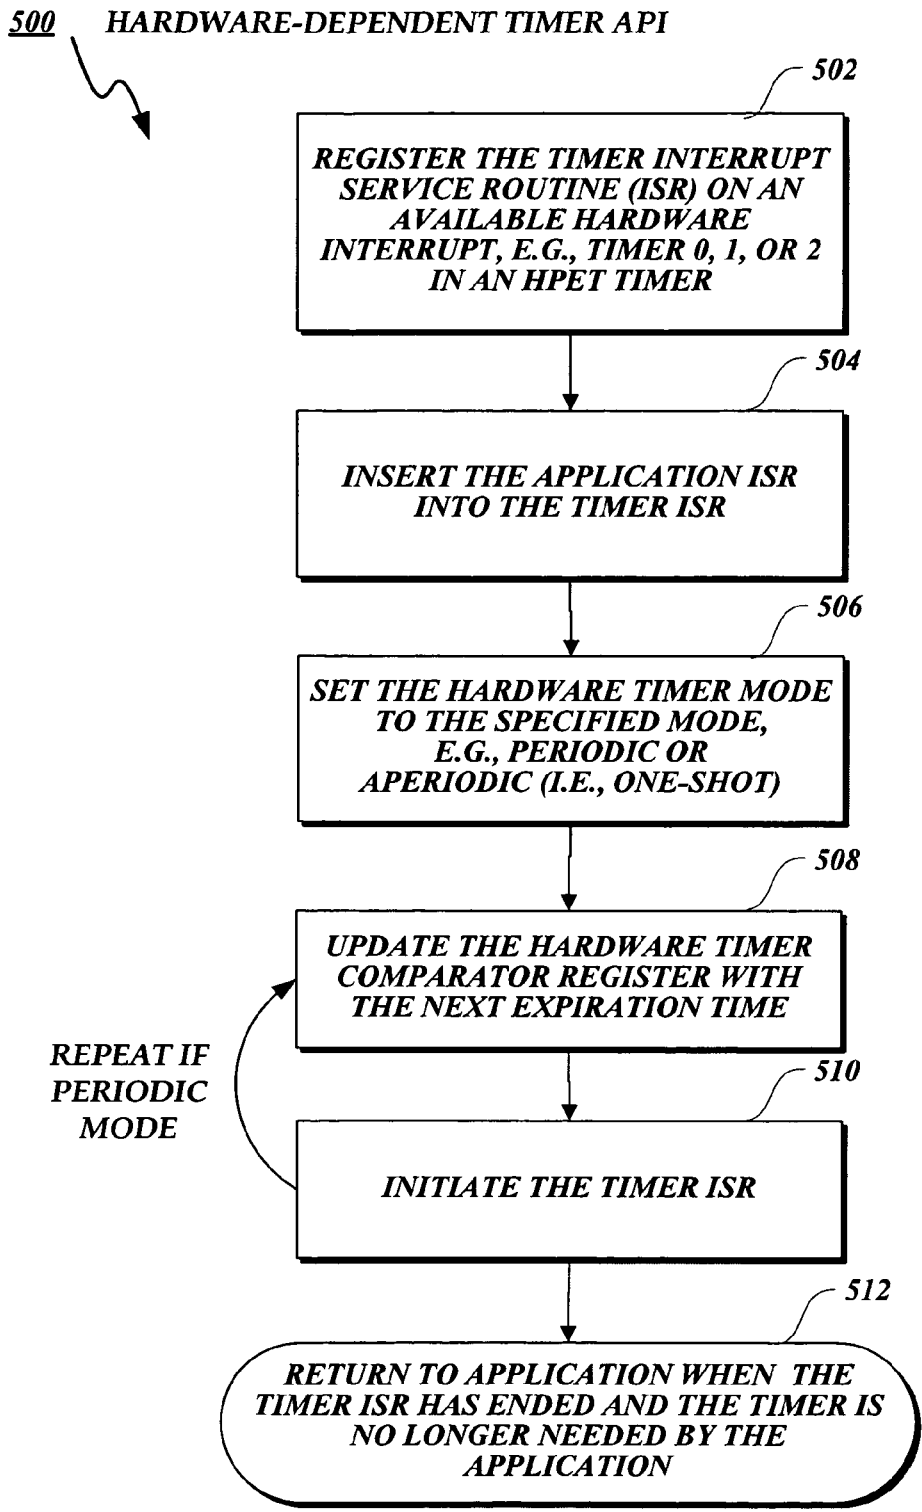 500 HARDWARE-DEPENDENT TIMER API
502
REGISTER THE TIMER INTERRUPT
SERVICE ROUTINE (ISR) ON AN
AVAILABLE HARDWARE
INTERRUPT, E.G., TIMER 0, 1, OR 2
IN AN HPET TIMER
504
INSERT THE APPLICATION ISR
INTO THE TIMER ISR
506
SET THE HARDWARE TIMER MODE
TO THE SPECIFIED MODE,
E.G., PERIODIC OR
APERIODIC (I.E., ONE-SHOT)
508
UPDATE THE HARDWARE TIMER
COMPARATOR REGISTER WITH
THE NEXT EXPIRATION TIME
REPEAT IF
PERIODIC
MODE
510
INITIATE THE TIMER ISR
512
RETURN TO APPLICATION WHEN THE
TIMER ISR HAS ENDED AND THE TIMER IS
NO LONGER NEEDED BY THE
APPLICATION